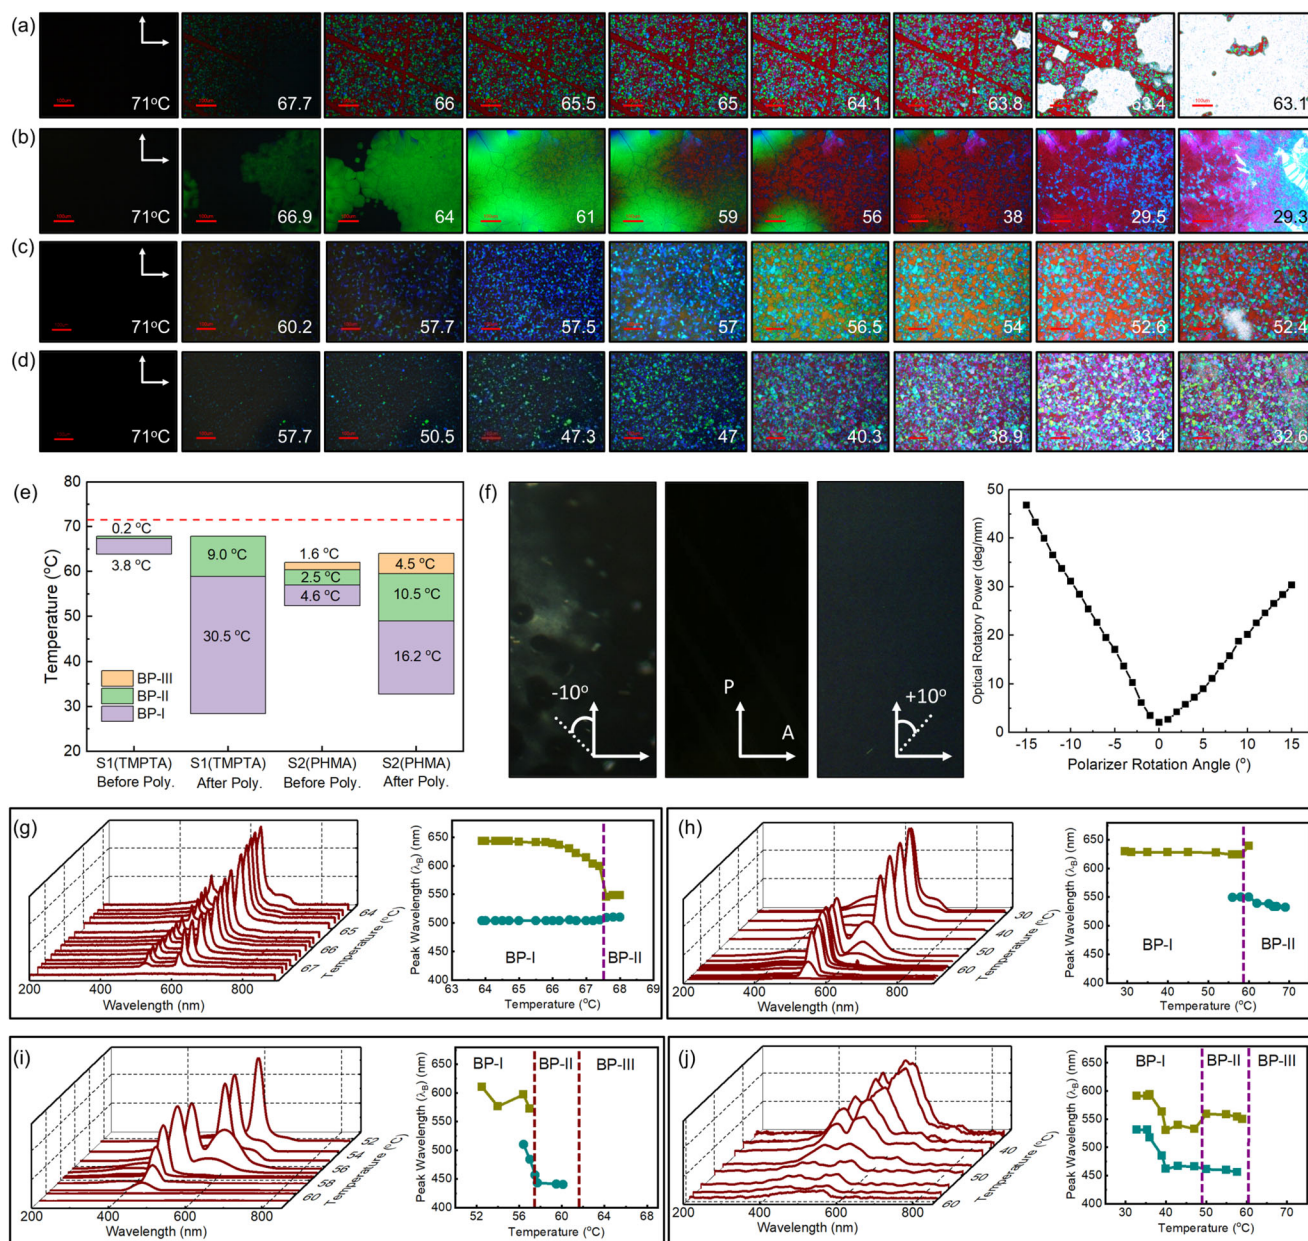 (a)
71°C
67.7
66
65.5
65
64.1
63.8
63.4
63.1
(b)
71°C
66.9
64
61
59
56
38
29.5
29.3
(c)
71°C
60.2
57.7
57.5
57
56.5
54
52.6
52.4
(d)
71°C
57.7
50.5
47.3
47
40.3
38.9
33.4
32.6
(e)
Temperature (°C)
80
70
60
50
40
30
20
0.2 °C
3.8 °C
9.0 °C
30.5 °C
1.6 °C
2.5 °C
4.6 °C
4.5 °C
10.5 °C
16.2 °C
BP-III
BP-II
BP-I
S1(TMPTA) Before Poly.
S1(TMPTA) After Poly.
S2(PHMA) Before Poly.
S2(PHMA) After Poly.
(f)
-10°
P
A
+10°
Optical Rotatory Power (deg/mm)
50
40
30
20
10
0
-15 -10 -5 0 5 10 15
Polarizer Rotation Angle (°)
(g)
200 400 600 800
Wavelength (nm)
67 66 65 64
Temperature (°C)
Peak Wavelength (λB) (nm)
650
600
550
500
450
400
BP-I
BP-II
63 64 65 66 67 68 69
Temperature (°C)
(h)
200 400 600 800
Wavelength (nm)
60 50 40 30
Temperature (°C)
Peak Wavelength (λB) (nm)
650
600
550
500
450
400
BP-I
BP-II
30 40 50 60 70
Temperature (°C)
(i)
200 400 600 800
Wavelength (nm)
60 58 56 54 52
Temperature (°C)
Peak Wavelength (λB) (nm)
650
600
550
500
450
400
BP-I
BP-II
BP-III
52 56 60 64 68
Temperature (°C)
(j)
200 400 600 800
Wavelength (nm)
60 50 40
Temperature (°C)
Peak Wavelength (λB) (nm)
650
600
550
500
450
400
BP-I
BP-II
BP-III
30 40 50 60 70
Temperature (°C)